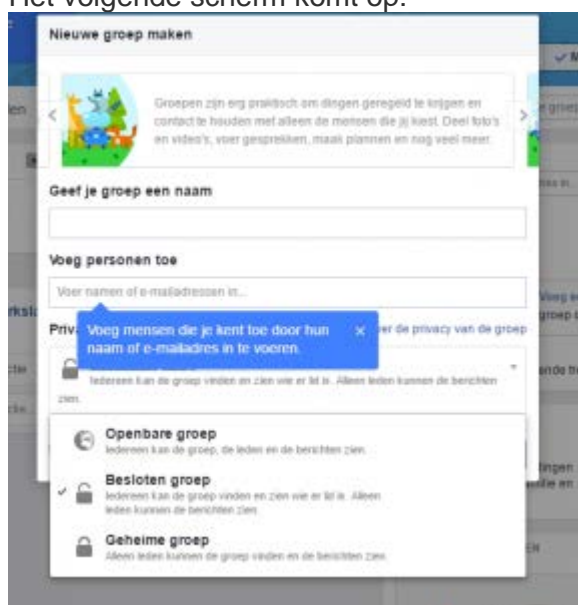 Het volgende scherm komt op:
Nieuwe groep maken
Groepen zijn erg praktisch om dingen geregeld te krijgen en
contact te houden met alleen de mensen die jij kiest. Deel foto's
en video's, voer gesprekken, maak plannen en nog veel meer.
Geef je groep een naam
Voeg personen toe
Voer namen of e-mailadressen in...
Voeg mensen die je kent toe door hun
naam of e-mailadres in te voeren.
er de privacy van de groep
Iedereen kan de groep vinden en zien wie er lid is. Alleen leden kunnen de berichten
zien.
Openbare groep
Iedereen kan de groep, de leden en de berichten zien.
Besloten groep
Iedereen kan de groep vinden en zien wie er lid is. Alleen
leden kunnen de berichten zien.
Geheime groep
Alleen leden kunnen de groep vinden en de berichten zien.